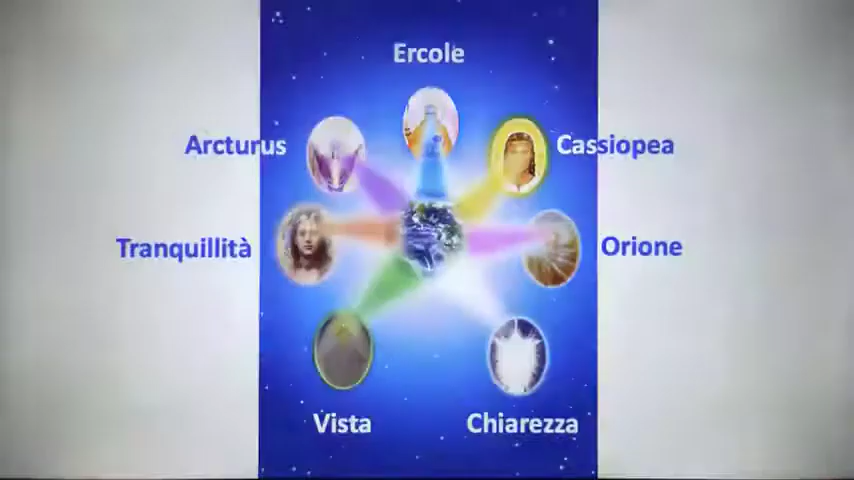 Ercole
Arcturus
Cassiopea
Tranquillità
Orione
Vista
Chiarezza